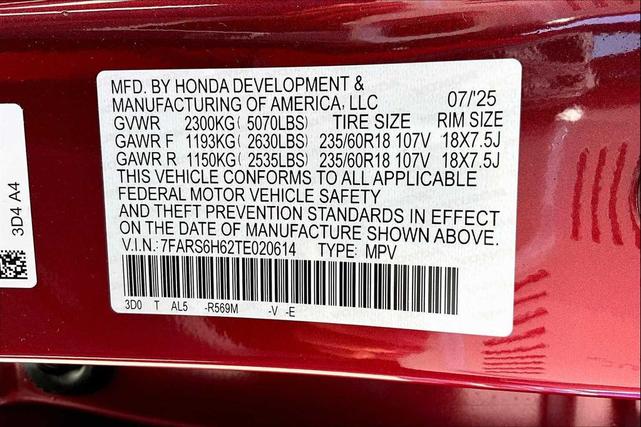 MFD. BY HONDA DEVELOPMENT &
MANUFACTURING OF AMERICA, LLC 07/'25
GVWR 2300KG( 5070LBS) TIRE SIZE RIM SIZE
GAWR F 1193KG( 2630LBS) 235/60R18 107V 18X7.5J
GAWR R 1150KG( 2535LBS) 235/60R18 107V 18X7.5J
THIS VEHICLE CONFORMS TO ALL APPLICABLE
FEDERAL MOTOR VEHICLE SAFETY
AND THEFT PREVENTION STANDARDS IN EFFECT
ON THE DATE OF MANUFACTURE SHOWN ABOVE.
V.I.N.: 7FARS6H62TE020614 TYPE: MPV
3D0 T AL5 -R569M -V -E
3D4 A4